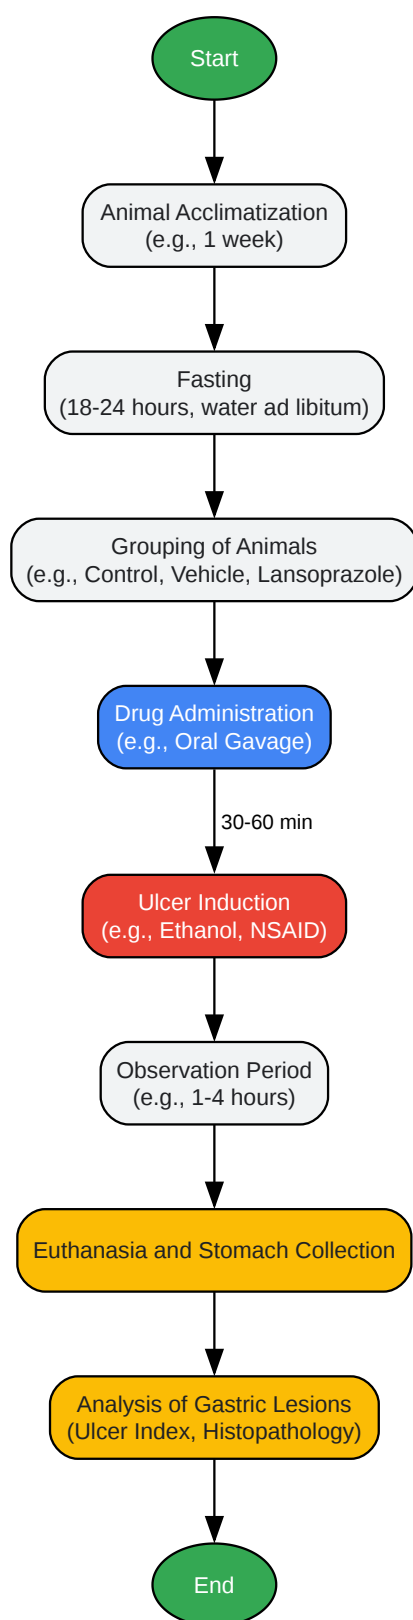 Start
Animal Acclimatization
(e.g., 1 week)
Fasting
(18-24 hours, water ad libitum)
Grouping of Animals
(e.g., Control, Vehicle, Lansoprazole)
Drug Administration
(e.g., Oral Gavage)
30-60 min
Ulcer Induction
(e.g., Ethanol, NSAID)
Observation Period
(e.g., 1-4 hours)
Euthanasia and Stomach Collection
Analysis of Gastric Lesions
(Ulcer Index, Histopathology)
End